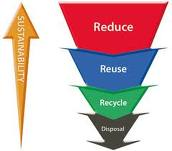 SUSTAINABILITY
Reduce
Reuse
Recycle
Disposal